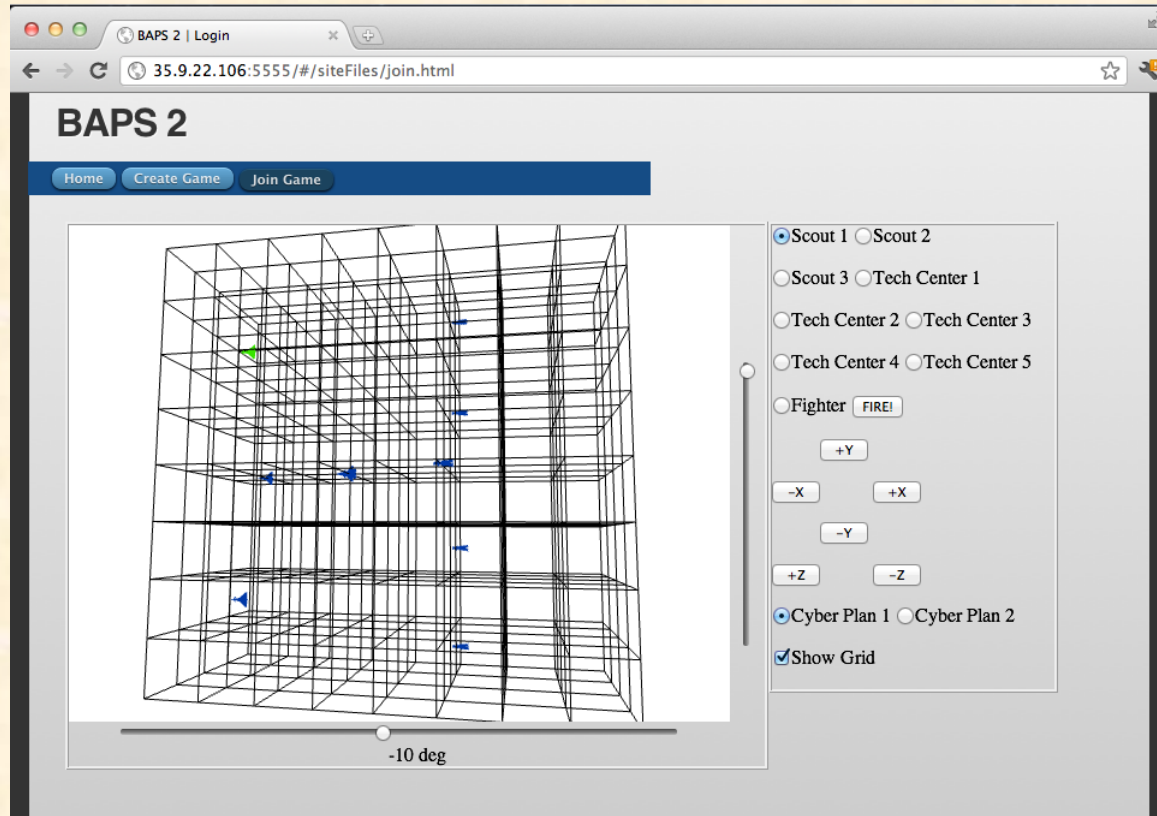 BAPS 2 | Login
35.9.22.106:5555/#/siteFiles/join.html
BAPS 2
Home Create Game Join Game
Scout 1 Scout 2
Scout 3 Tech Center 1
Tech Center 2 Tech Center 3
Tech Center 4 Tech Center 5
Fighter FIRE!
+Y
-X +X
-Y
+Z -Z
Cyber Plan 1 Cyber Plan 2
Show Grid
-10 deg